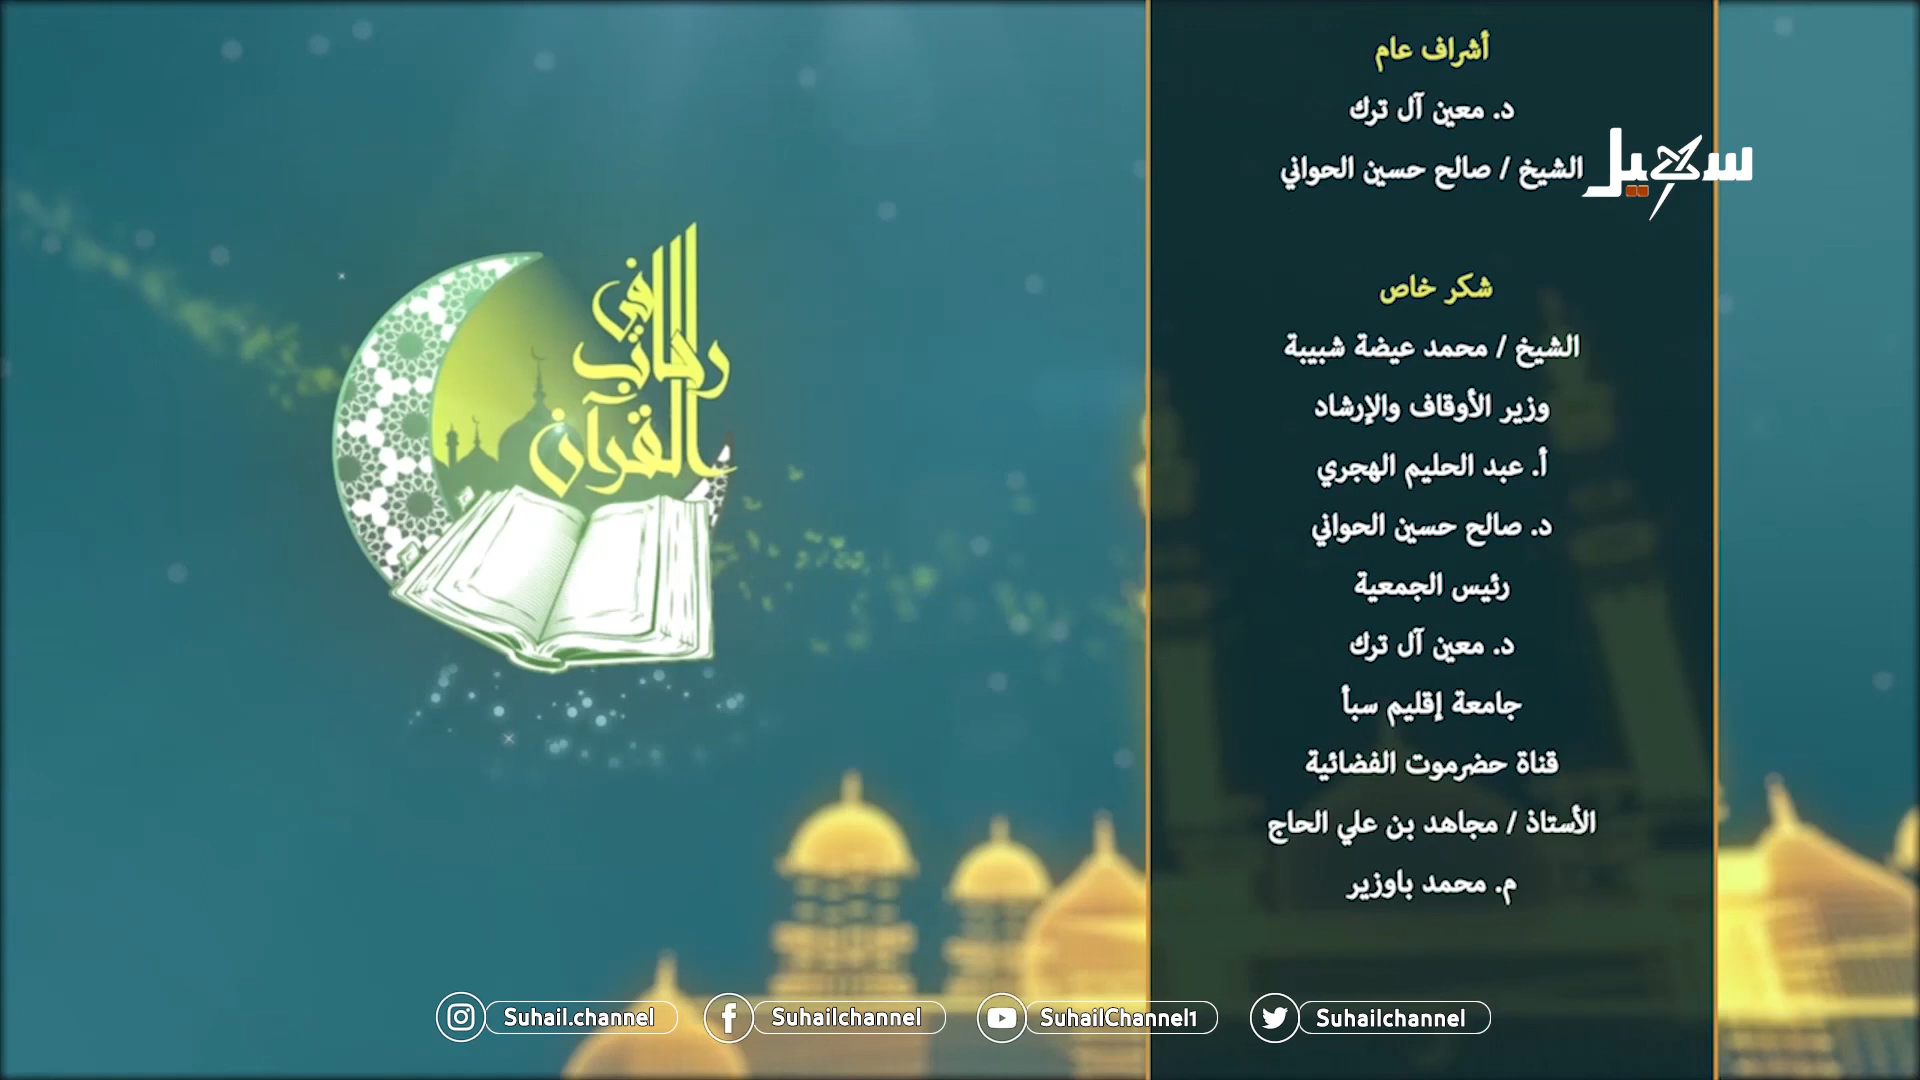 أشراف عام
د. معين آل ترك
الشيخ / صالح حسين الحواني
سهيل
شكر خاص
الشيخ / محمد عيضة شبيبة
وزير الأوقاف والإرشاد
أ. عبد الحليم الهجري
د. صالح حسين الحواني
رئيس الجمعية
د. معين آل ترك
جامعة إقليم سبأ
قناة حضرموت الفضائية
الأستاذ / مجاهد بن علي الحاج
م. محمد باوزير
في
رحاب
القرآن
Suhail.channel
Suhailchannel
SuhailChannel1
Suhailchannel